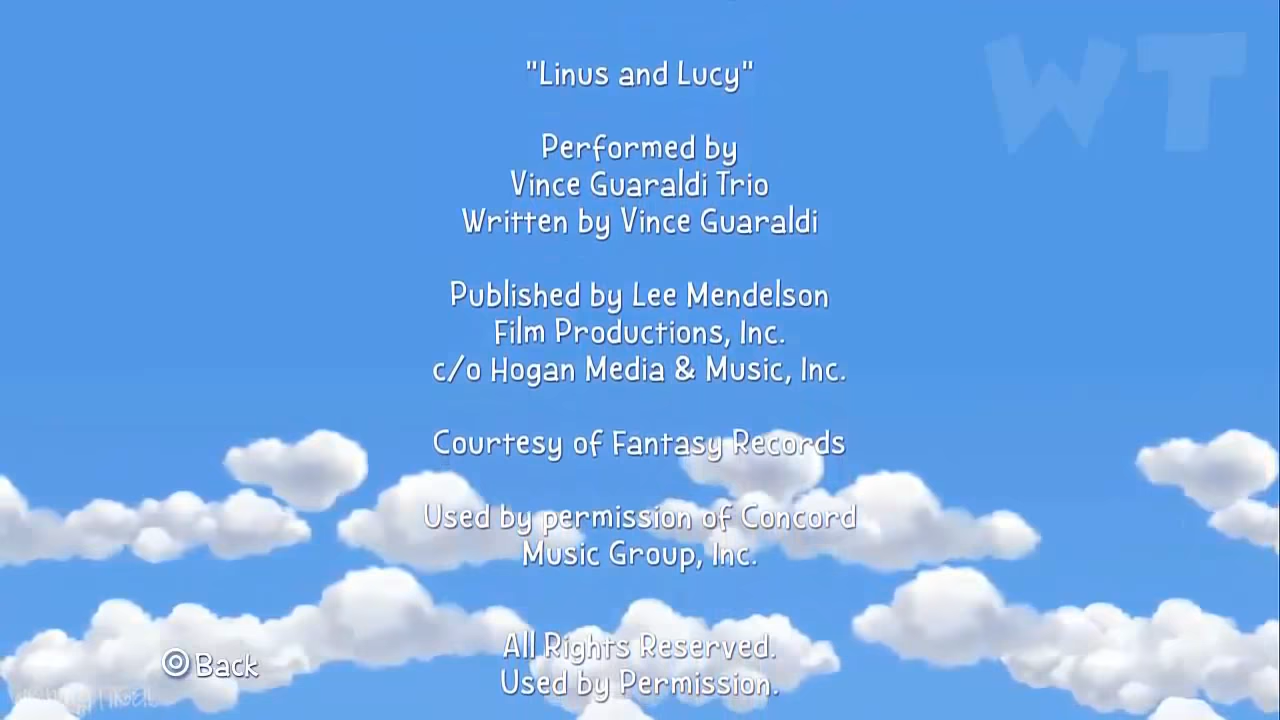 WT
"Linus and Lucy"
Performed by
Vince Guaraldi Trio
Written by Vince Guaraldi
Published by Lee Mendelson
Film Productions, Inc.
c/o Hogan Media & Music, Inc.
Courtesy of Fantasy Records
Used by permission of Concord
Music Group, Inc.
All Rights Reserved.
Used by Permission.
Back